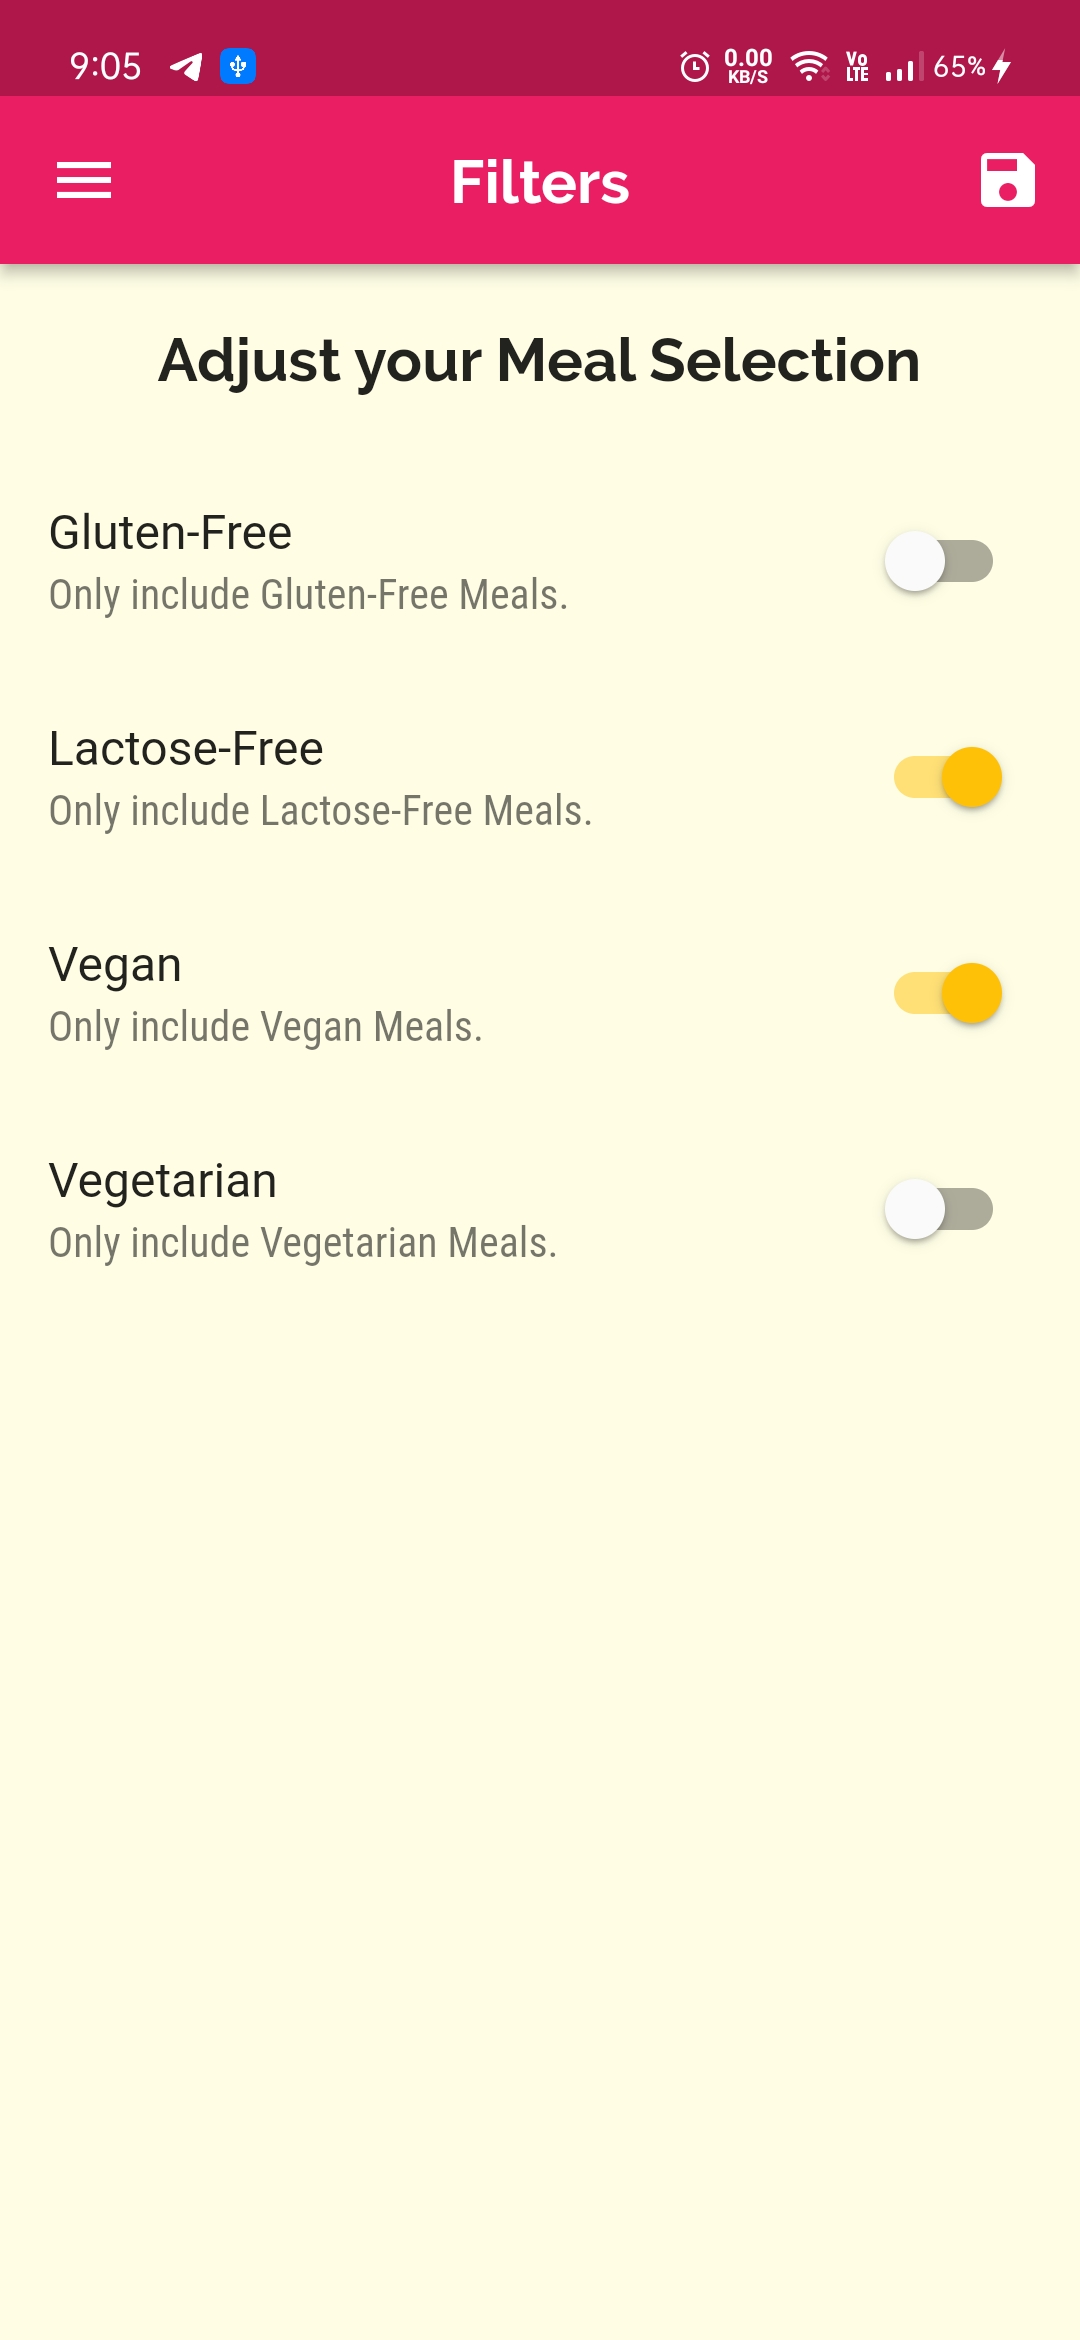 9:05 0.00 KB/S Vo LTE 65%
Filters
Adjust your Meal Selection
Gluten-Free
Only include Gluten-Free Meals.
Lactose-Free
Only include Lactose-Free Meals.
Vegan
Only include Vegan Meals.
Vegetarian
Only include Vegetarian Meals.